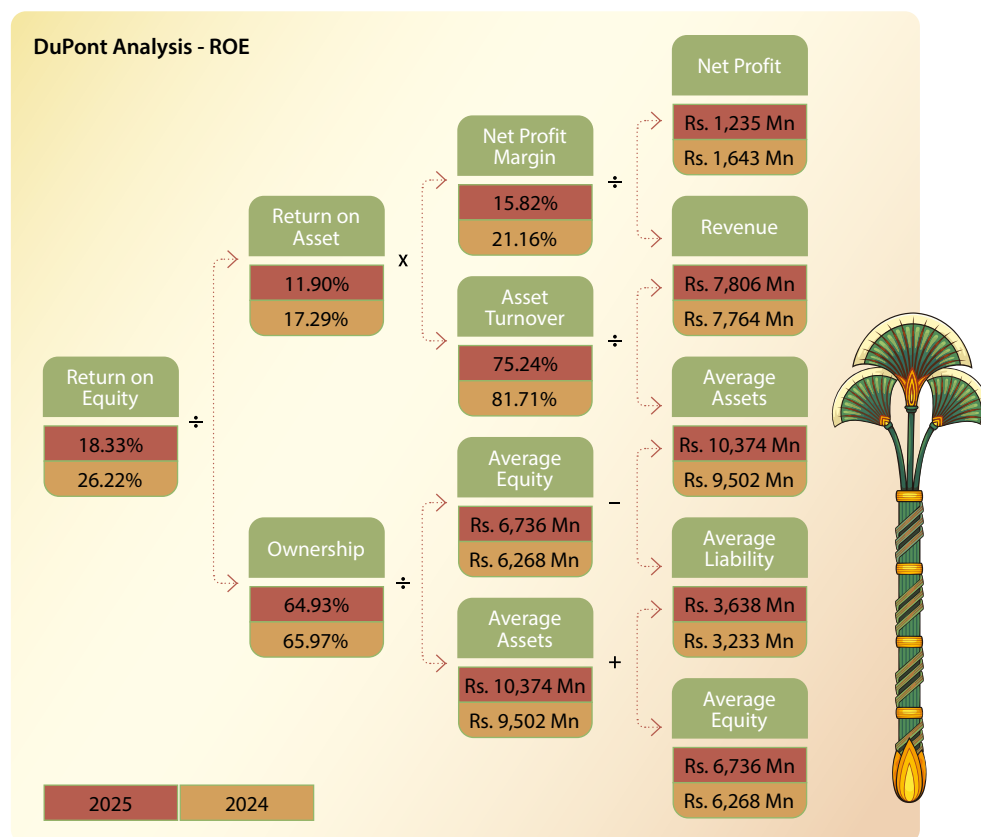 DuPont Analysis - ROE
Return on
Equity
18.33%
26.22%
÷
Return on
Asset
11.90%
17.29%
x
Ownership
64.93%
65.97%
÷
Net Profit
Margin
15.82%
21.16%
÷
Asset
Turnover
75.24%
81.71%
÷
Average
Equity
Rs. 6,736 Mn
Rs. 6,268 Mn
–
Average
Assets
Rs. 10,374 Mn
Rs. 9,502 Mn
+
Net Profit
Rs. 1,235 Mn
Rs. 1,643 Mn
Revenue
Rs. 7,806 Mn
Rs. 7,764 Mn
Average
Assets
Rs. 10,374 Mn
Rs. 9,502 Mn
Average
Liability
Rs. 3,638 Mn
Rs. 3,233 Mn
Average
Equity
Rs. 6,736 Mn
Rs. 6,268 Mn
2025
2024